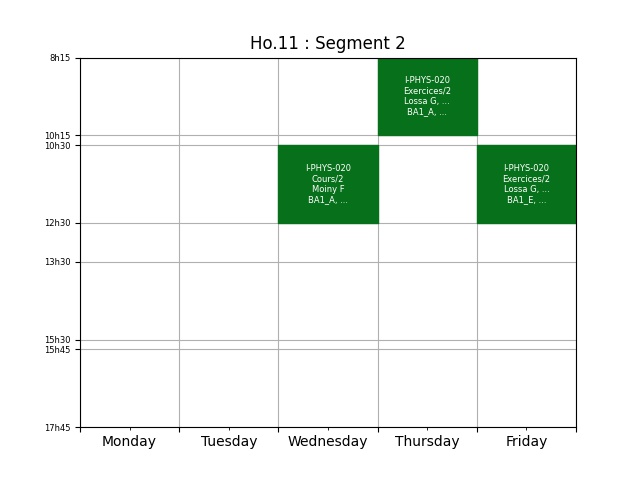 Ho.11 : Segment 2
8h15
I-PHYS-020
Exercices/2
Lossa G, ...
BA1_A, ...
10h15
10h30
I-PHYS-020
Cours/2
Moiny F
BA1_A, ...
I-PHYS-020
Exercices/2
Lossa G, ...
BA1_E, ...
12h30
13h30
15h30
15h45
17h45
Monday Tuesday Wednesday Thursday Friday